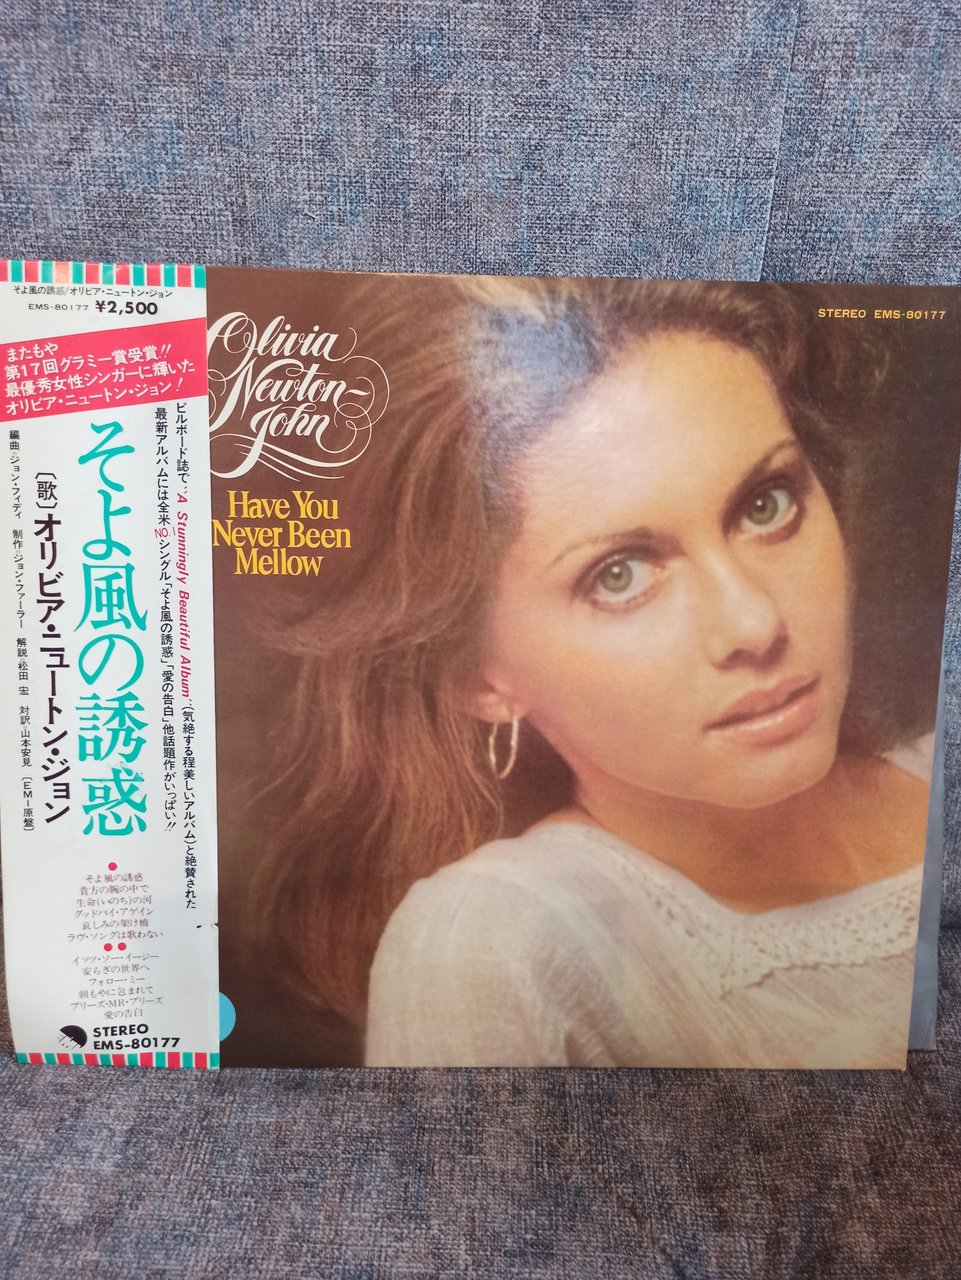 そよ風の誘惑/オリビア・ニュートン・ジョン
EMS-80177 ¥2,500
またもや
第17回グラミー賞受賞!!
最優秀女性シンガーに輝いた
オリビア・ニュートン・ジョン!
ビルボード誌で“A Stunningly Beautiful Album”(気絶する程美しいアルバム)と絶賛された
最新アルバムには全米NO.1シングル「そよ風の誘惑」「愛の告白」他話題作がいっぱい!!
そよ風の誘惑
〔歌〕オリビア・ニュートン・ジョン
編曲=ジョン・フィディ 制作=ジョン・ファーラー 解説=松田 宏 対訳=山本安見 〔EMI原盤〕
●
そよ風の誘惑
貴方の胸の中で
生命(いのち)の河
グッドバイ・アゲイン
哀しみの架け橋
ラヴ・ソングは歌わない
●●
イッツ・ソー・イージー
安らぎの世界へ
フォロー・ミー
朝もやに包まれて
プリーズ・MR・プリーズ
愛の告白
STEREO
EMS-80177
Olivia
Newton-
John
Have You
Never Been
Mellow
STEREO EMS-80177